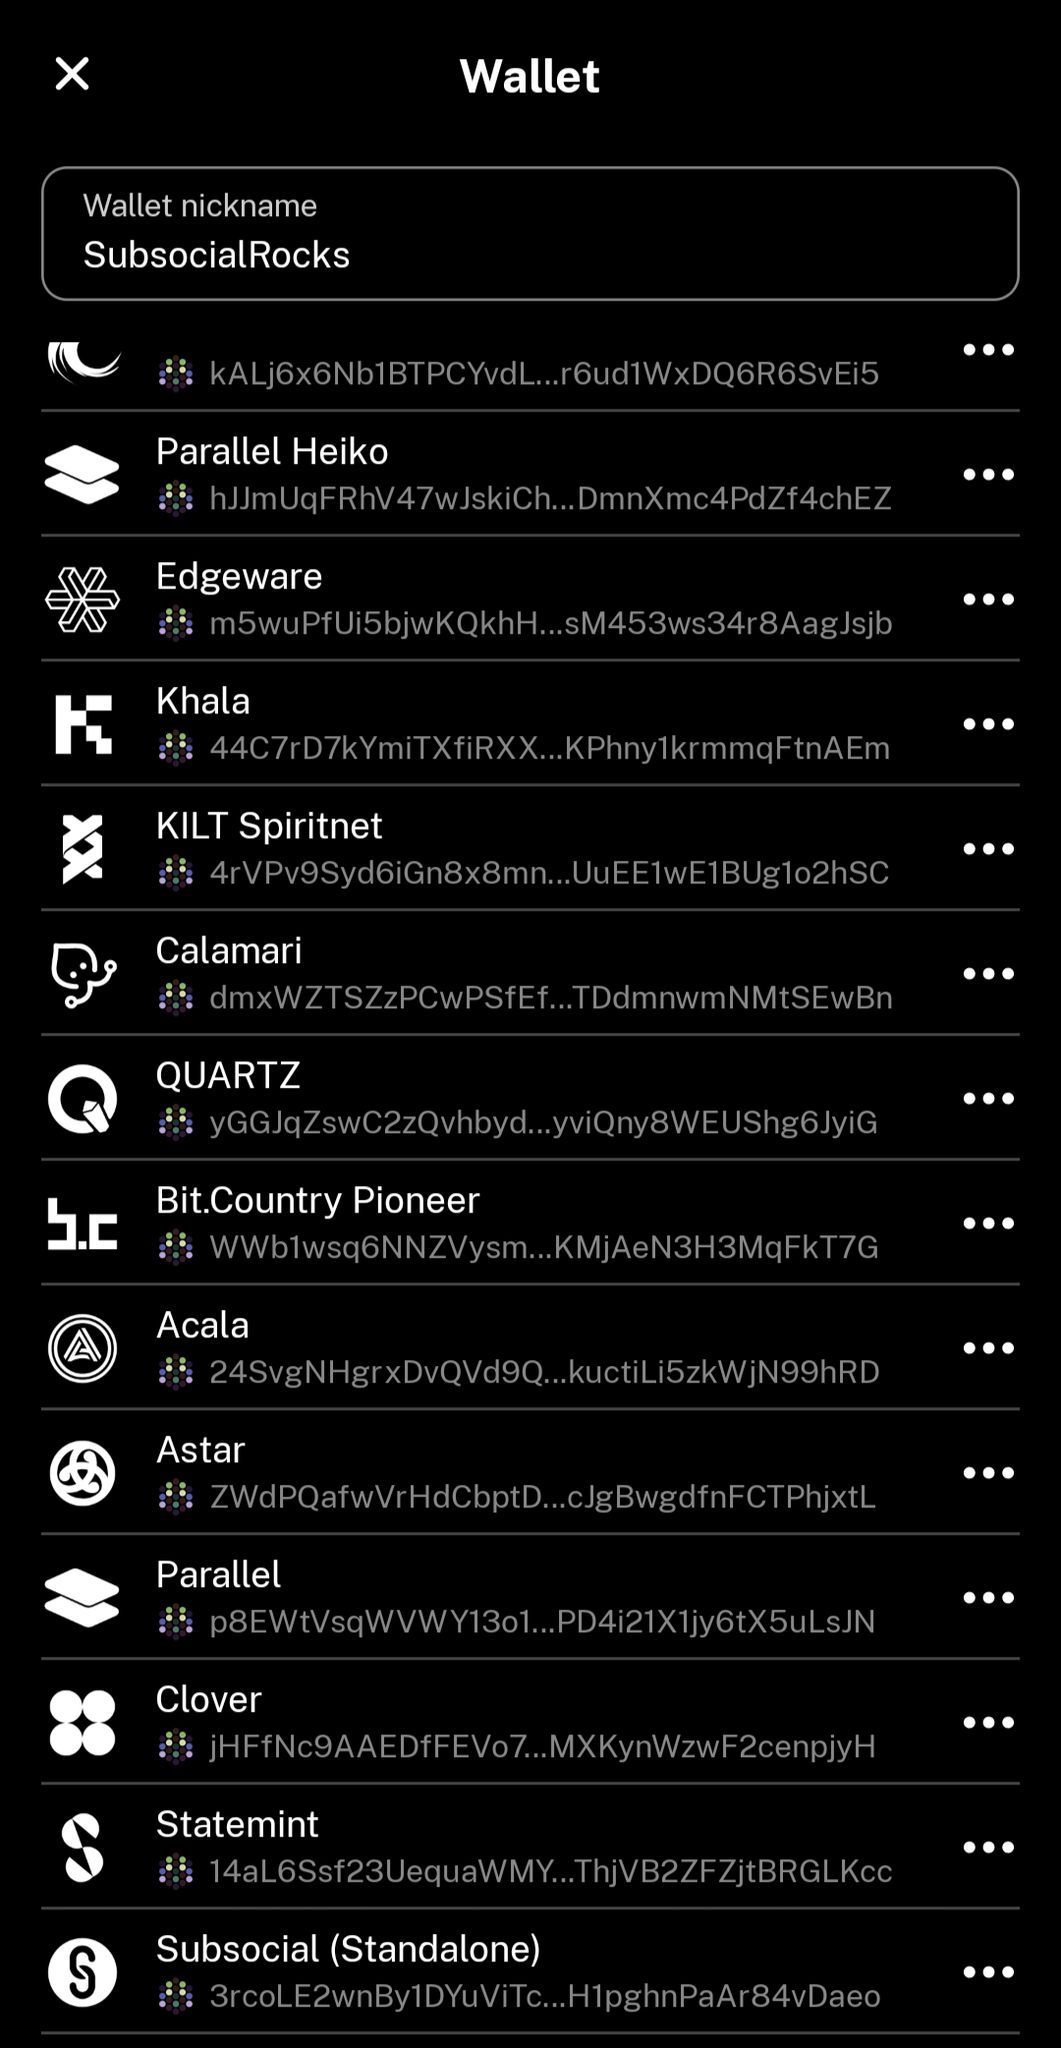 Wallet
Wallet nickname
SubsocialRocks
kALj6x6Nb1BTPCYvdL...r6ud1WxDQ6R6SvEi5
Parallel Heiko
hJJmUqFRhV47wJskiCh...DmnXmc4PdZf4chEZ
Edgeware
m5wuPfUi5bjwKQkhH...sM453ws34r8AagJsjb
Khala
44C7rD7kYmiTXfiRXX...KPhny1krmmqFtnAEm
KILT Spiritnet
4rVPv9Syd6iGn8x8mn...UuEE1wE1BUg1o2hSC
Calamari
dmxWZTSZzPCwPSfEf...TDdmnwmNMtSEwBn
QUARTZ
yGGJqZswC2zQvhbyd...yviQny8WEUShg6JyiG
b.c
Bit.Country Pioneer
WWb1wsq6NNZVysm...KMjAeN3H3MqFkT7G
Acala
24SvgNHgrxDvQVd9Q...kuctiLi5zkWjN99hRD
Astar
ZWdPQafwVrHdCbptD...cJgBwgdfnFCTPhjxtL
Parallel
p8EWtVsqWVWY13o1...PD4i21X1jy6tX5uLsJN
Clover
jHFfNc9AAEDfFEVo7...MXKynWzwF2cenpjyH
Statemint
14aL6Ssf23UequaWMY...ThjVB2ZFZjtBRGLKcc
Subsocial (Standalone)
3rcoLE2wnBy1DYuViTc...H1pghnPaAr84vDaeo